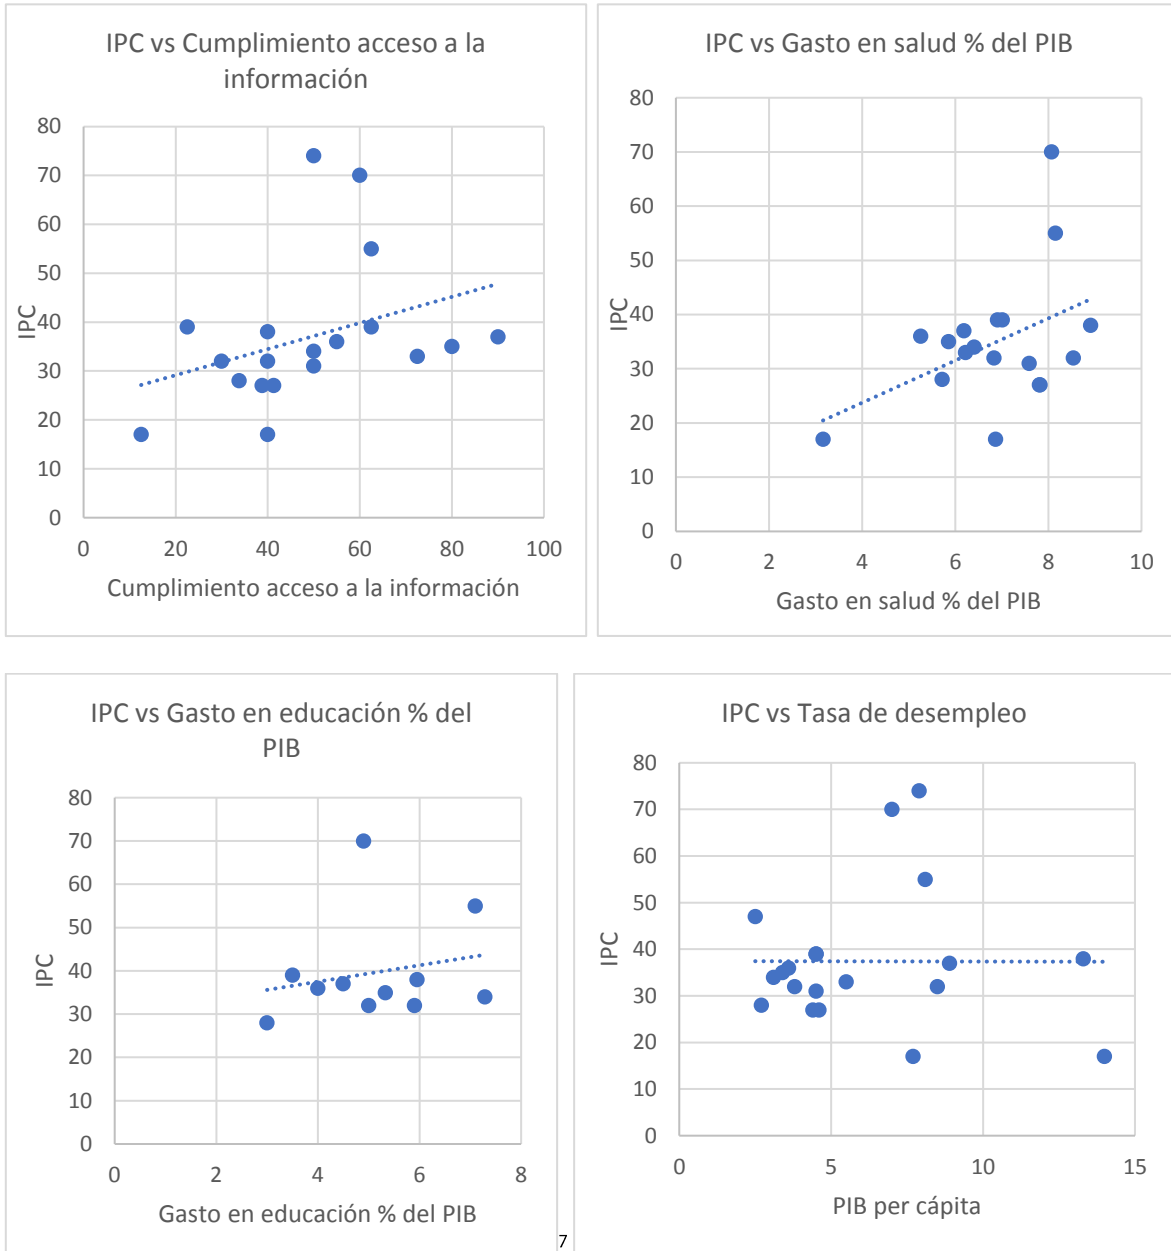 IPC vs Cumplimiento acceso a la
información
80
70
60
50
40
30
20
10
0
IPC
0 20 40 60 80 100
Cumplimiento acceso a la información
IPC vs Gasto en salud % del PIB
80
70
60
50
40
30
20
10
0
IPC
0 2 4 6 8 10
Gasto en salud % del PIB
IPC vs Gasto en educación % del
PIB
80
70
60
50
40
30
20
10
0
IPC
0 2 4 6 8
Gasto en educación % del PIB
IPC vs Tasa de desempleo
80
70
60
50
40
30
20
10
0
IPC
0 5 10 15
PIB per cápita
7